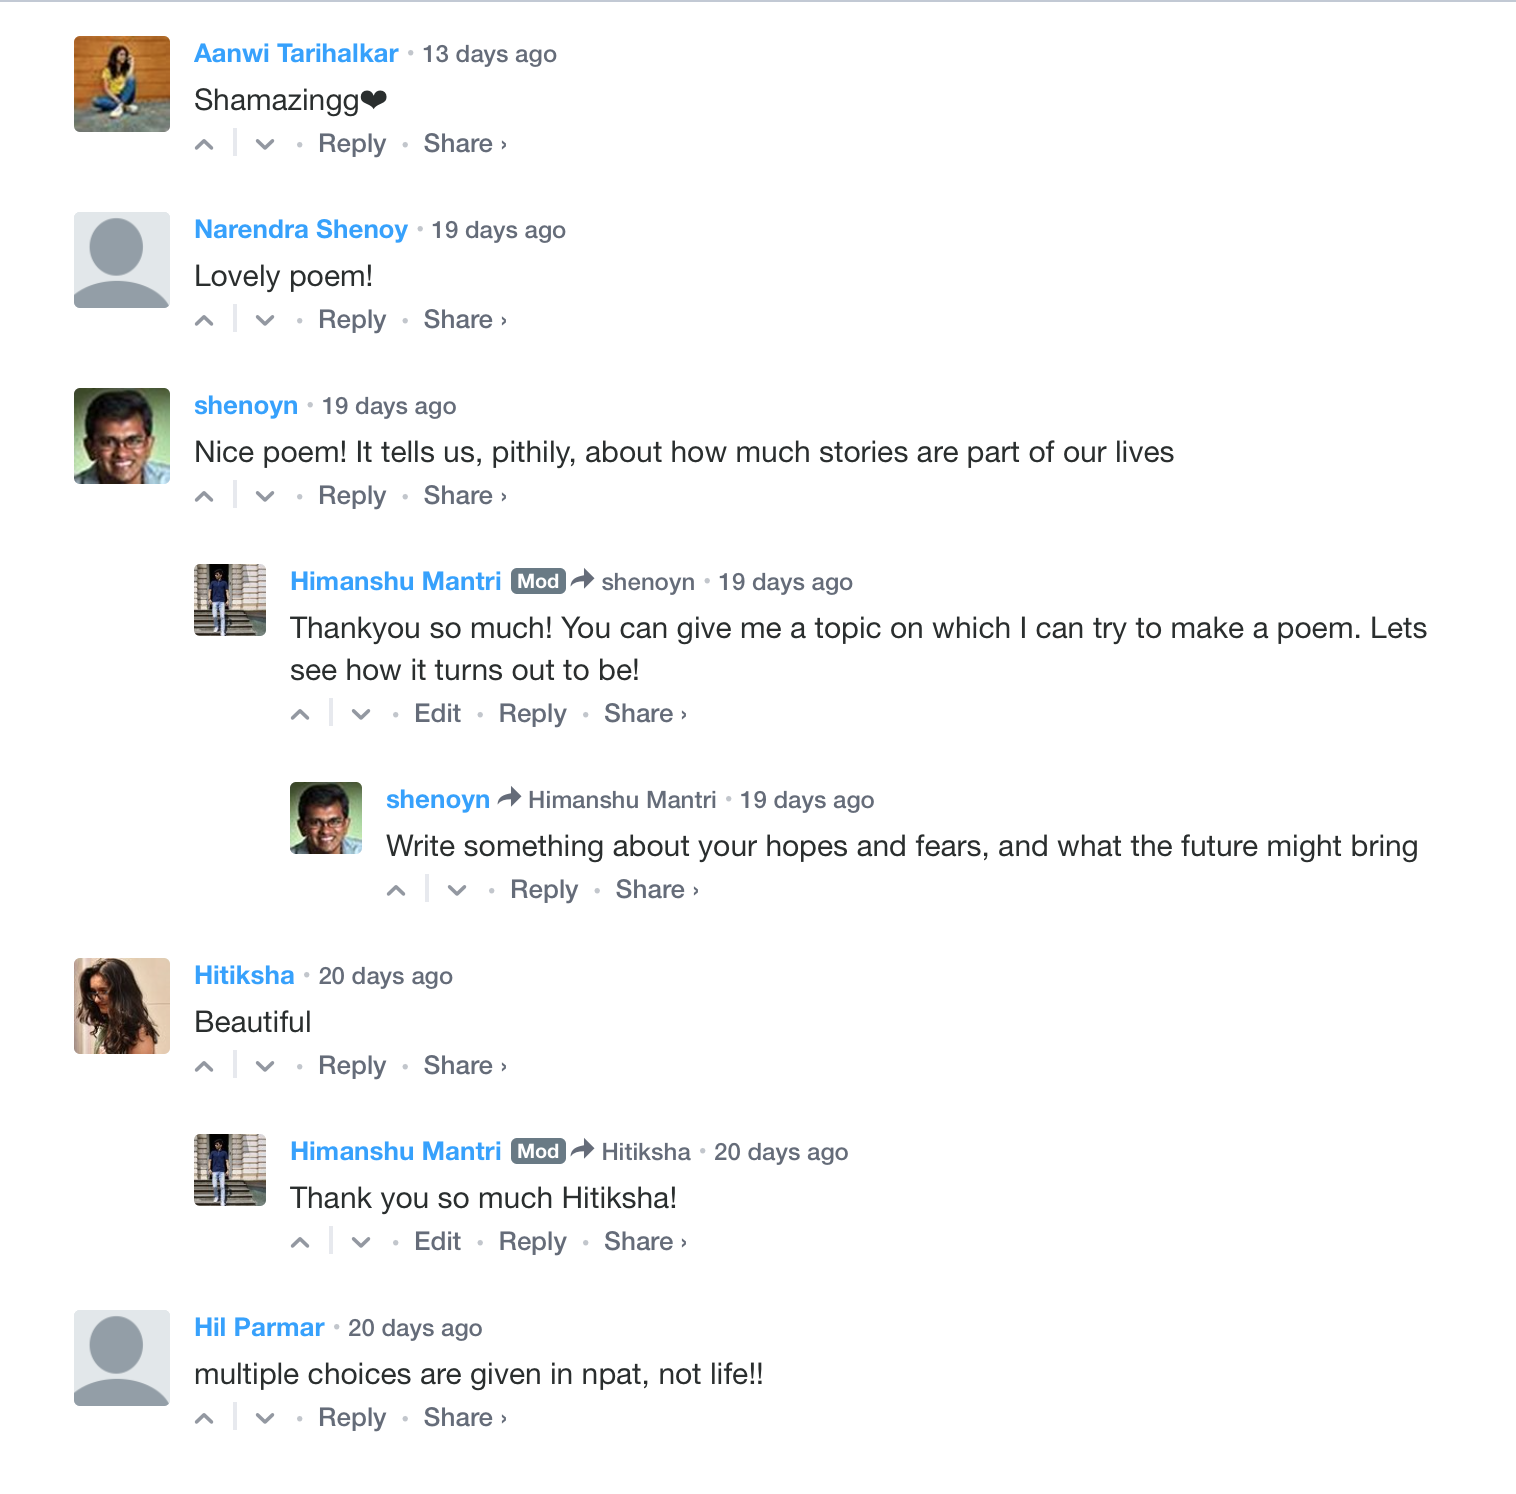 Aanwi Tarihalkar • 13 days ago
Shamazingg❤
• Reply • Share ›
Narendra Shenoy • 19 days ago
Lovely poem!
• Reply • Share ›
shenoyn • 19 days ago
Nice poem! It tells us, pithily, about how much stories are part of our lives
• Reply • Share ›
Himanshu Mantri Mod shenoyn • 19 days ago
Thankyou so much! You can give me a topic on which I can try to make a poem. Lets
see how it turns out to be!
• Edit • Reply • Share ›
shenoyn Himanshu Mantri • 19 days ago
Write something about your hopes and fears, and what the future might bring
• Reply • Share ›
Hitiksha • 20 days ago
Beautiful
• Reply • Share ›
Himanshu Mantri Mod Hitiksha • 20 days ago
Thank you so much Hitiksha!
• Edit • Reply • Share ›
Hil Parmar • 20 days ago
multiple choices are given in npat, not life!!
• Reply • Share ›